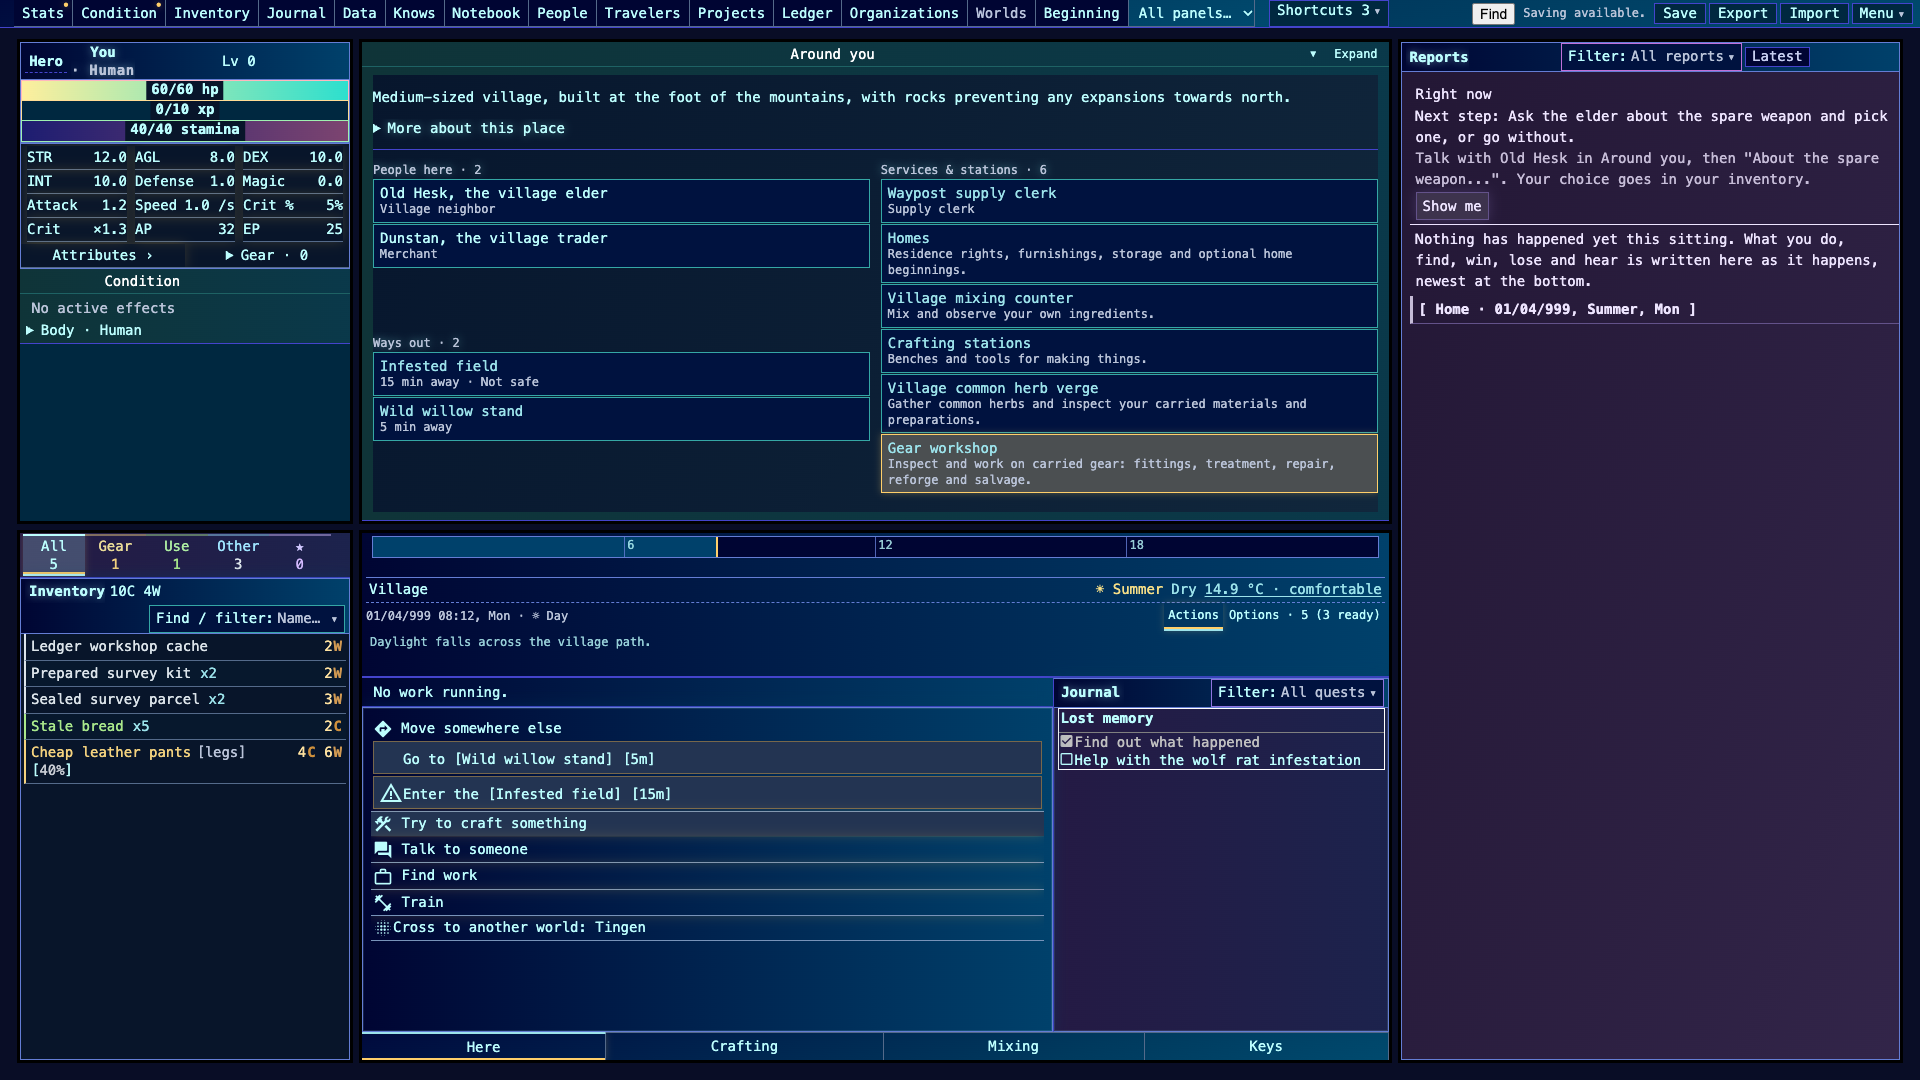 Stats Condition Inventory Journal Data Knows Notebook People Travelers Projects Ledger Organizations Worlds Beginning All panels… Shortcuts 3 Find Saving available. Save Export Import Menu
Hero · You Human Lv 0
60/60 hp
0/10 xp
40/40 stamina
STR 12.0 AGL 8.0 DEX 10.0
INT 10.0 Defense 1.0 Magic 0.0
Attack 1.2 Speed 1.0 /s Crit % 5%
Crit ×1.3 AP 32 EP 25
Attributes › Gear · 0
Condition
No active effects
Body · Human
Around you Expand
Medium-sized village, built at the foot of the mountains, with rocks preventing any expansions towards north.
More about this place
People here · 2
Old Hesk, the village elder
Village neighbor
Dunstan, the village trader
Merchant
Ways out · 2
Infested field
15 min away · Not safe
Wild willow stand
5 min away
Services & stations · 6
Waypost supply clerk
Supply clerk
Homes
Residence rights, furnishings, storage and optional home
beginnings.
Village mixing counter
Mix and observe your own ingredients.
Crafting stations
Benches and tools for making things.
Village common herb verge
Gather common herbs and inspect your carried materials and
preparations.
Gear workshop
Inspect and work on carried gear: fittings, treatment, repair,
reforge and salvage.
Reports Filter: All reports Latest
Right now
Next step: Ask the elder about the spare weapon and pick
one, or go without.
Talk with Old Hesk in Around you, then "About the spare
weapon...". Your choice goes in your inventory.
Show me
Nothing has happened yet this sitting. What you do,
find, win, lose and hear is written here as it happens,
newest at the bottom.
[ Home · 01/04/999, Summer, Mon ]
All Gear Use Other ★
5 1 1 3 0
Inventory 10C 4W
Find / filter: Name…
Ledger workshop cache 2W
Prepared survey kit x2 2W
Sealed survey parcel x2 3W
Stale bread x5 2C
Cheap leather pants [legs] 4C 6W
[40%]
6 12 18
Village ☀ Summer Dry 14.9 °C · comfortable
01/04/999 08:12, Mon · ☀ Day Actions Options · 5 (3 ready)
Daylight falls across the village path.
No work running.
Move somewhere else
Go to [Wild willow stand] [5m]
Enter the [Infested field] [15m]
Try to craft something
Talk to someone
Find work
Train
Cross to another world: Tingen
Journal Filter: All quests
Lost memory
Find out what happened
Help with the wolf rat infestation
Here Crafting Mixing Keys